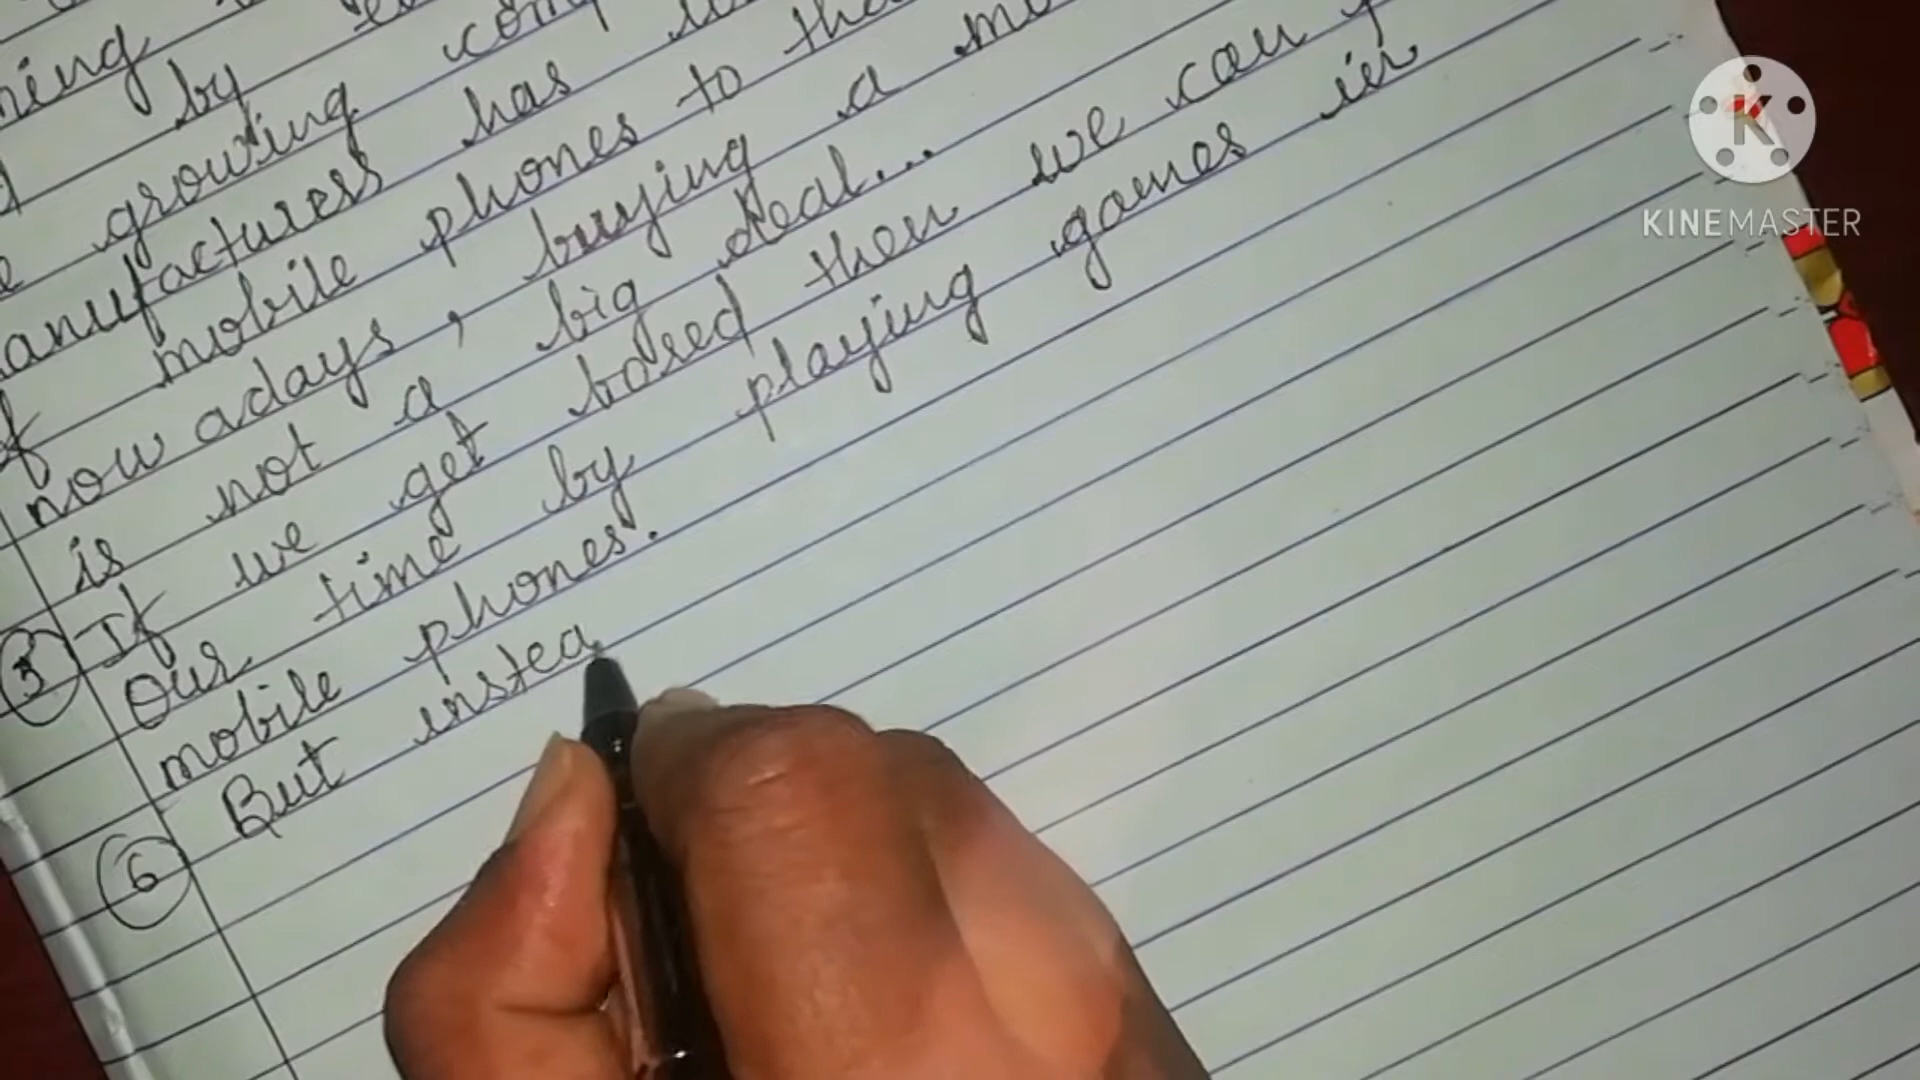 by
growing
manufacturers has
of mobile phones to
now adays, buying a
is not a big deal...
If we get bored then we can
Our time by playing games in
mobile phones.
But instea
5
6
K
KINEMASTER